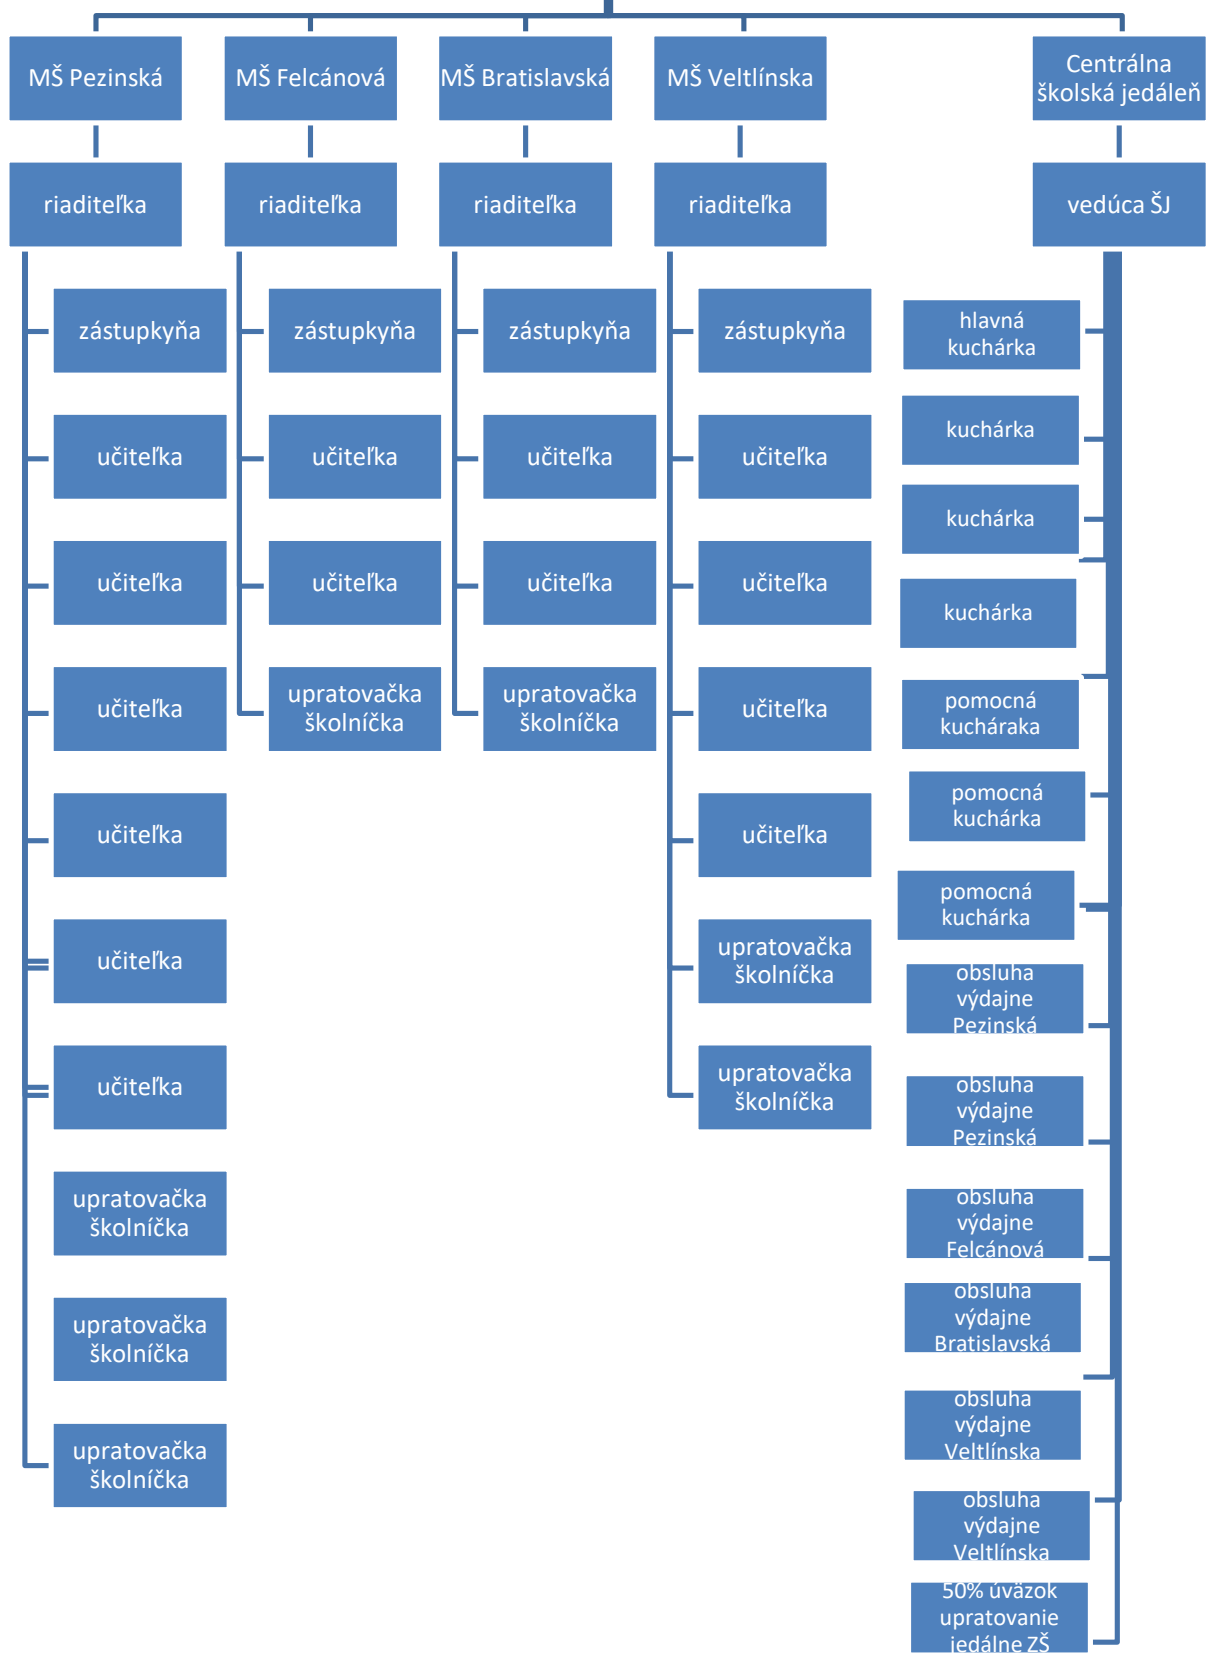 MŠ Pezinská
MŠ Felcánová
MŠ Bratislavská
MŠ Veltlínska
Centrálna
školská jedáleň
riaditeľka
riaditeľka
riaditeľka
riaditeľka
vedúca ŠJ
zástupkyňa
učiteľka
učiteľka
učiteľka
učiteľka
učiteľka
učiteľka
upratovačka
školníčka
upratovačka
školníčka
upratovačka
školníčka
zástupkyňa
učiteľka
učiteľka
upratovačka
školníčka
zástupkyňa
učiteľka
učiteľka
upratovačka
školníčka
zástupkyňa
učiteľka
učiteľka
učiteľka
učiteľka
upratovačka
školníčka
upratovačka
školníčka
hlavná
kuchárka
kuchárka
kuchárka
kuchárka
pomocná
kucháraka
pomocná
kuchárka
pomocná
kuchárka
obsluha
výdajne
Pezinská
obsluha
výdajne
Pezinská
obsluha
výdajne
Felcánová
obsluha
výdajne
Bratislavská
obsluha
výdajne
Veltlínska
obsluha
výdajne
Veltlínska
50% úväzok
upratovanie
jedálne ZŠ